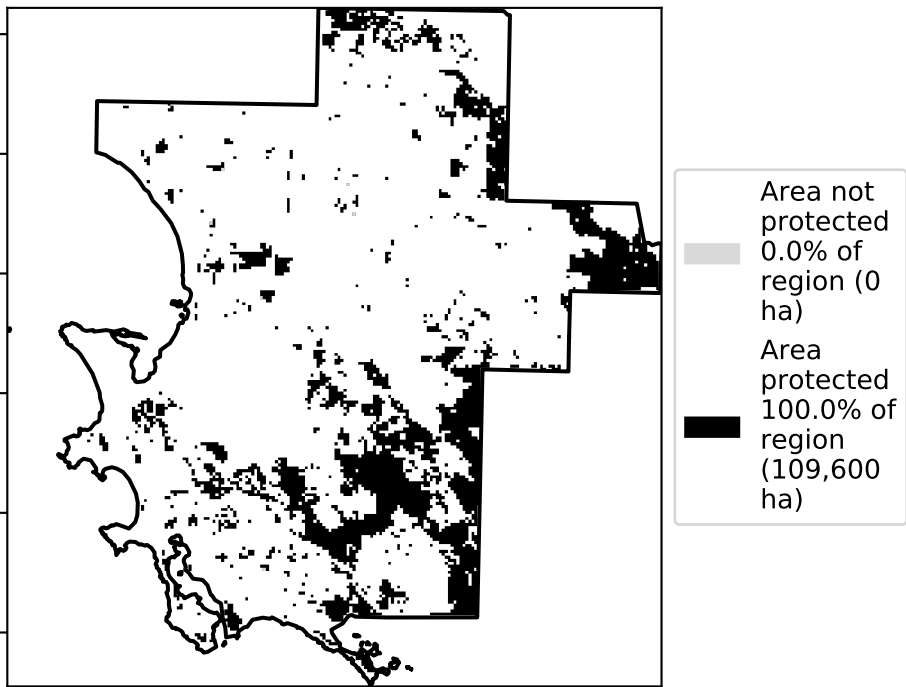 Area not
protected
0.0% of
region (0
ha)
Area
protected
100.0% of
region
(109,600
ha)